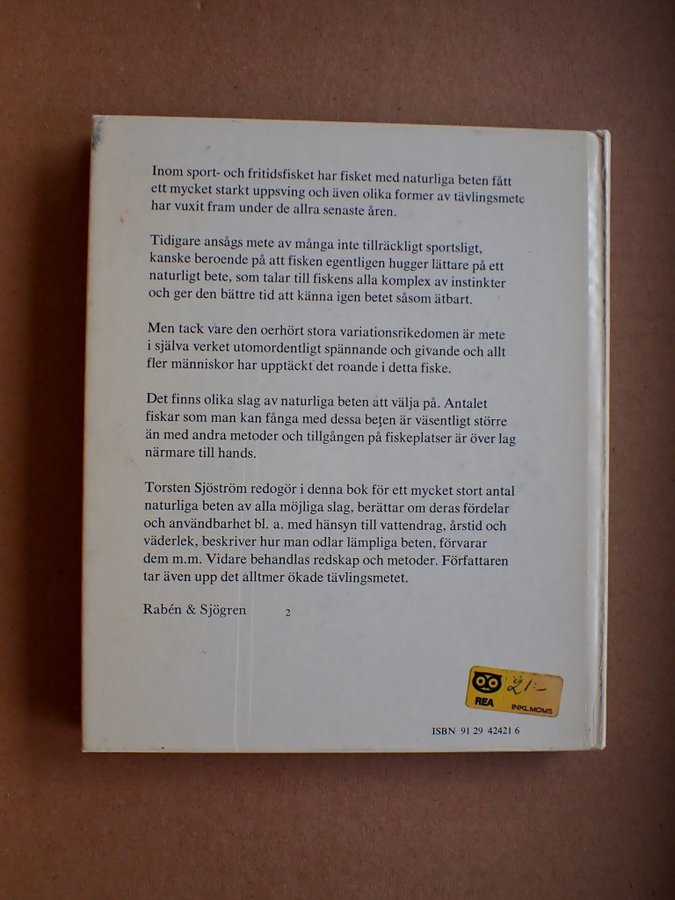 Inom sport- och fritidsfisket har fisket med naturliga beten fått
ett mycket starkt uppsving och även olika former av tävlingsmete
har vuxit fram under de allra senaste åren.
Tidigare ansågs mete av många inte tillräckligt sportsligt,
kanske beroende på att fisken egentligen hugger lättare på ett
naturligt bete, som talar till fiskens alla komplex av instinkter
och ger den bättre tid att känna igen betet såsom ätbart.
Men tack vare den oerhört stora variationsrikedomen är mete
i själva verket utomordentligt spännande och givande och allt
fler människor har upptäckt det roande i detta fiske.
Det finns olika slag av naturliga beten att välja på. Antalet
fiskar som man kan fånga med dessa beten är väsentligt större
än med andra metoder och tillgången på fiskeplatser är över lag
närmare till hands.
Torsten Sjöström redogör i denna bok för ett mycket stort antal
naturliga beten av alla möjliga slag, berättar om deras fördelar
och användbarhet bl. a. med hänsyn till vattendrag, årstid och
väderlek, beskriver hur man odlar lämpliga beten, förvarar
dem m.m. Vidare behandlas redskap och metoder. Författaren
tar även upp det alltmer ökade tävlingsmetet.
Rabén & Sjögren 2
21:-
REA INKL.MOMS
ISBN 91 29 42421 6